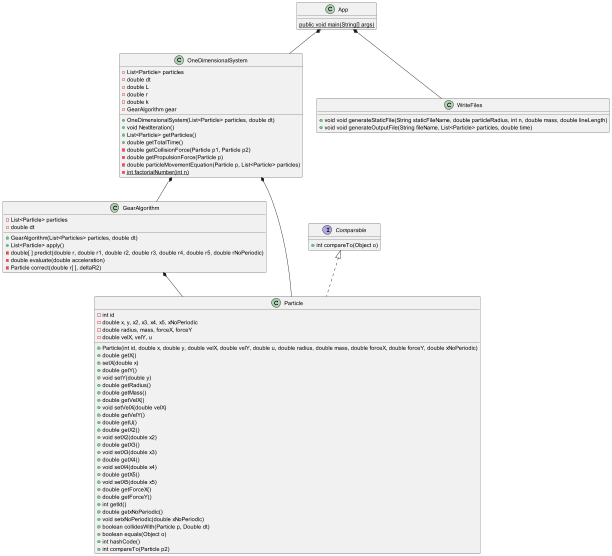 C App
public void main(String[] args)
C OneDimensionalSystem
List<Particle> particles
double dt
double L
double r
double k
GearAlgorithm gear
OneDimensionalSystem(List<Particle> particles, double dt)
void NextIteration()
List<Particle> getParticles()
double getTotalTime()
double getCollisionForce(Particle p1, Particle p2)
double getPropulsionForce(Particle p)
double particleMovementEquation(Particle p, List<Particle> particles)
int factorialNumber(int n)
C WriteFiles
void void generateStaticFile(String staticFileName, double particleRadius, int n, double mass, double lineLength)
void void generateOutputFile(String fileName, List<Particle> particles, double time)
C GearAlgorithm
List<Particle> particles
double dt
GearAlgorithm(List<Particles> particles, double dt)
List<Particle> apply()
double[ ] predict(double r, double r1, double r2, double r3, double r4, double r5, double rNoPeriodic)
double evaluate(double acceleration)
Particle correct(double r[ ], deltaR2)
I Comparable
int compareTo(Object o)
C Particle
int id
double x, y, x2, x3, x4, x5, xNoPeriodic
double radius, mass, forceX, forceY
double velX, velY, u
Particle(int id, double x, double y, double velX, double velY, double u, double radius, double mass, double forceX, double forceY, double xNoPeriodic)
double getX()
setX(double x)
double getY()
void setY(double y)
double getRadius()
double getMass()
double getVelX()
void setVelX(double velX)
double getVelY()
double getU()
double getX2()
void setX2(double x2)
double getX3()
void setX3(double x3)
double getX4()
void setX4(double x4)
double getX5()
void setX5(double x5)
double getForceX()
double getForceY()
int getId()
double getxNoPeriodic()
void setxNoPeriodic(double xNoPeriodic)
boolean collidesWith(Particle p, Double dt)
boolean equals(Object o)
int hashCode()
int compareTo(Particle p2)